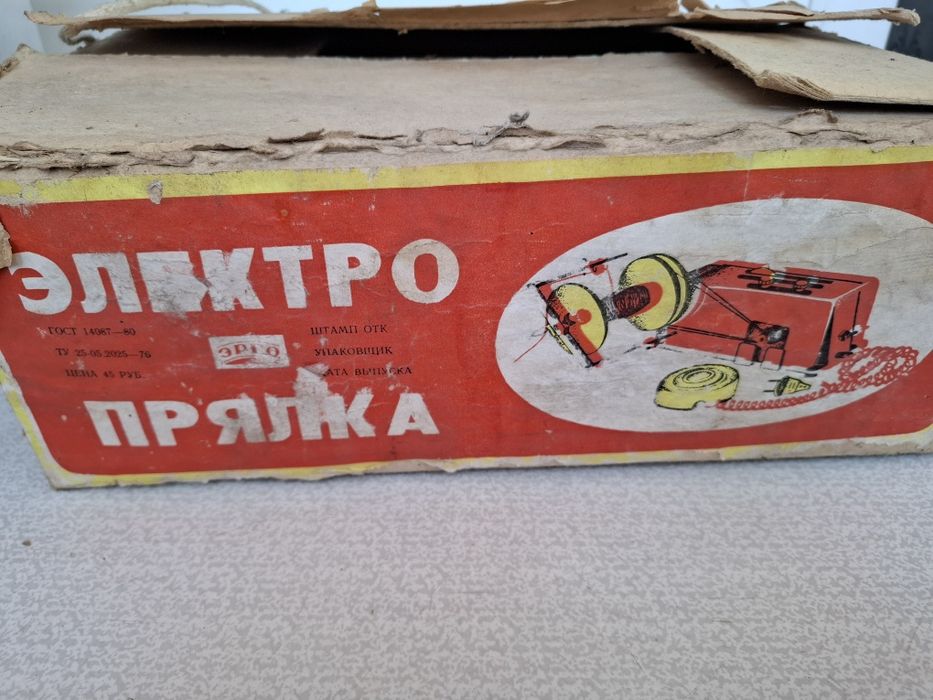 ЭЛЕКТРО
ГОСТ 14087—80
ТУ 25-05.2025—76
ЦЕНА 45 РУБ
ЭРГО
ШТАМП ОТК
УПАКОВЩИК
ДАТА ВЫПУСКА
ПРЯЛКА